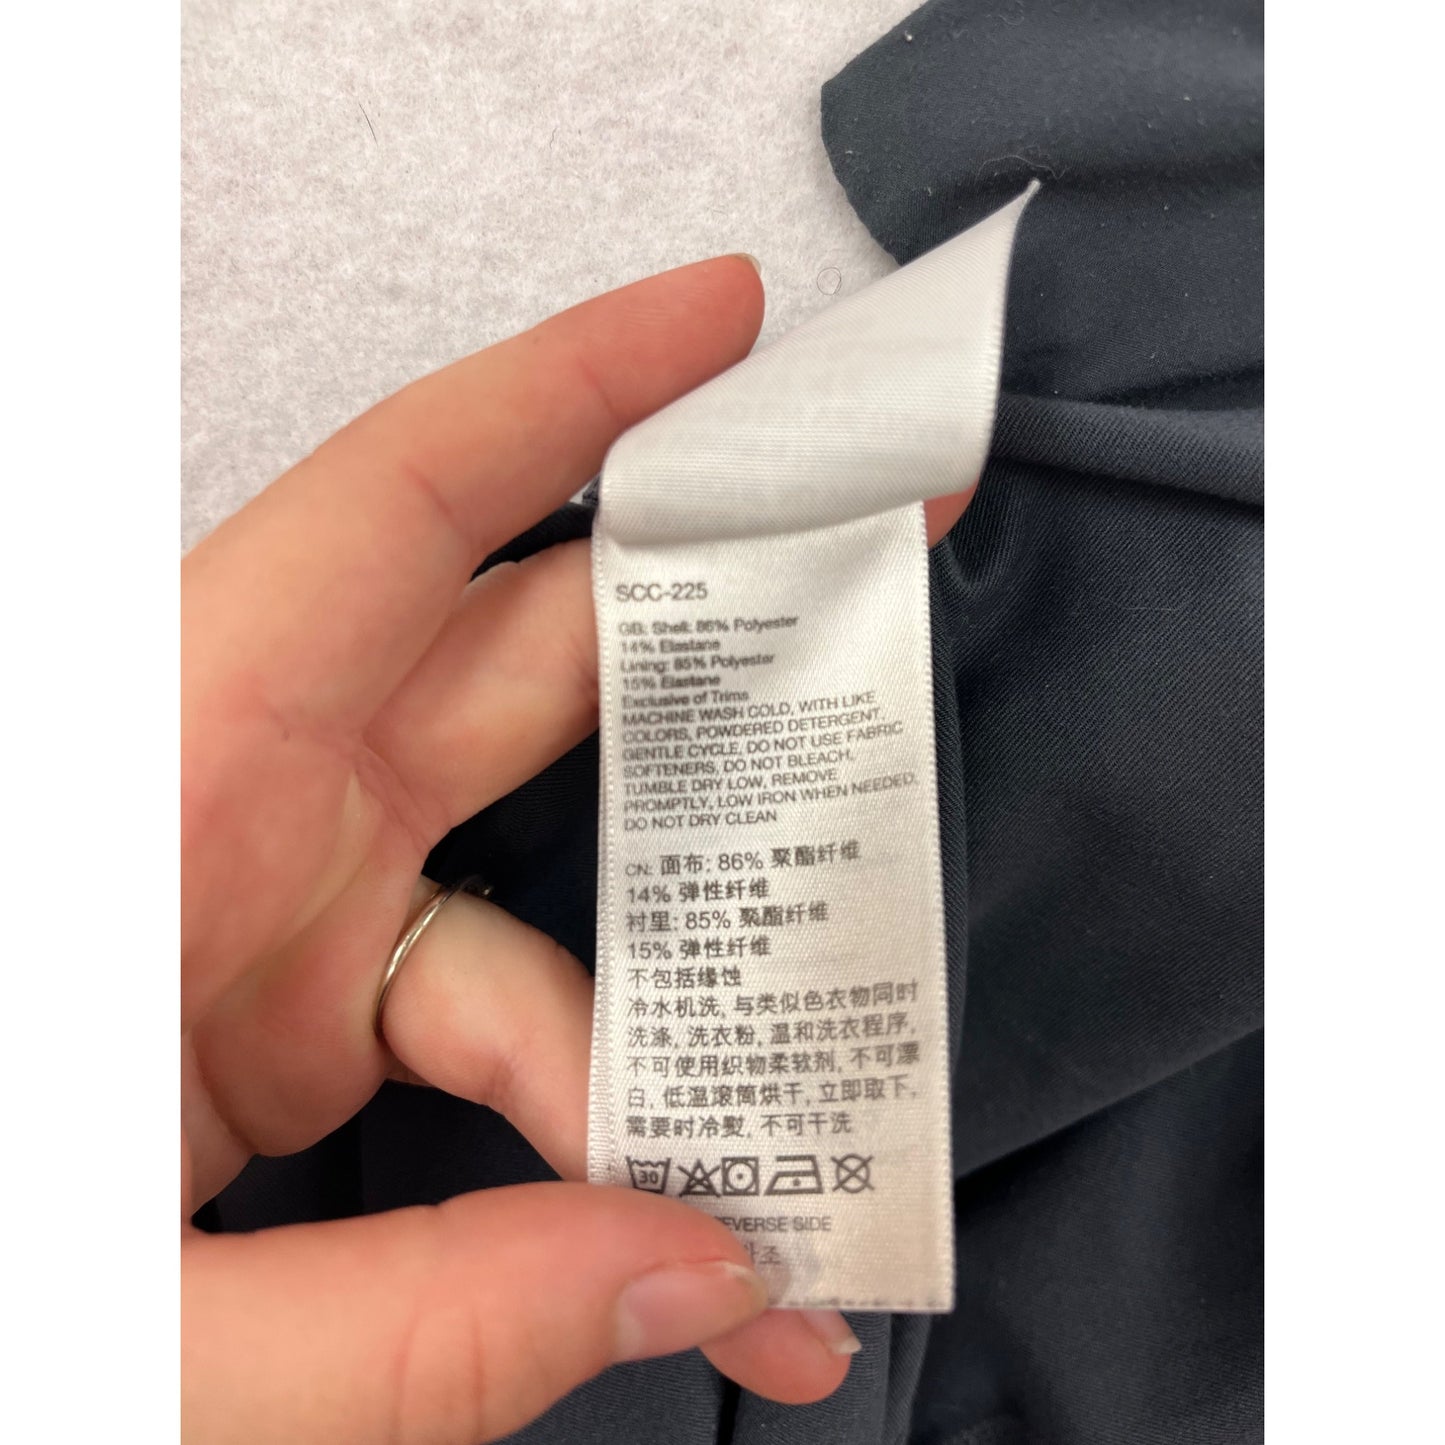 SCC-225
GB: Shell: 86% Polyester
14% Elastane
Lining: 85% Polyester
15% Elastane
Exclusive of Trims
MACHINE WASH COLD, WITH LIKE
COLORS, POWDERED DETERGENT,
GENTLE CYCLE, DO NOT USE FABRIC
SOFTENERS, DO NOT BLEACH,
TUMBLE DRY LOW, REMOVE
PROMPTLY, LOW IRON WHEN NEEDED,
DO NOT DRY CLEAN
CN: 面布: 86% 聚酯纤维
14% 弹性纤维
衬里: 85% 聚酯纤维
15% 弹性纤维
不包括缘蚀
冷水机洗, 与类似色衣物同时
洗涤, 洗衣粉, 温和洗衣程序,
不可使用织物柔软剂, 不可漂
白, 低温滚筒烘干, 立即取下,
需要时冷熨, 不可干洗
30
REVERSE SIDE